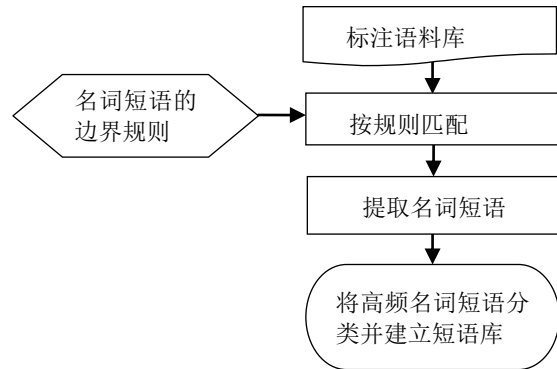 标注语料库
名词短语的
边界规则
按规则匹配
提取名词短语
将高频名词短语分
类并建立短语库